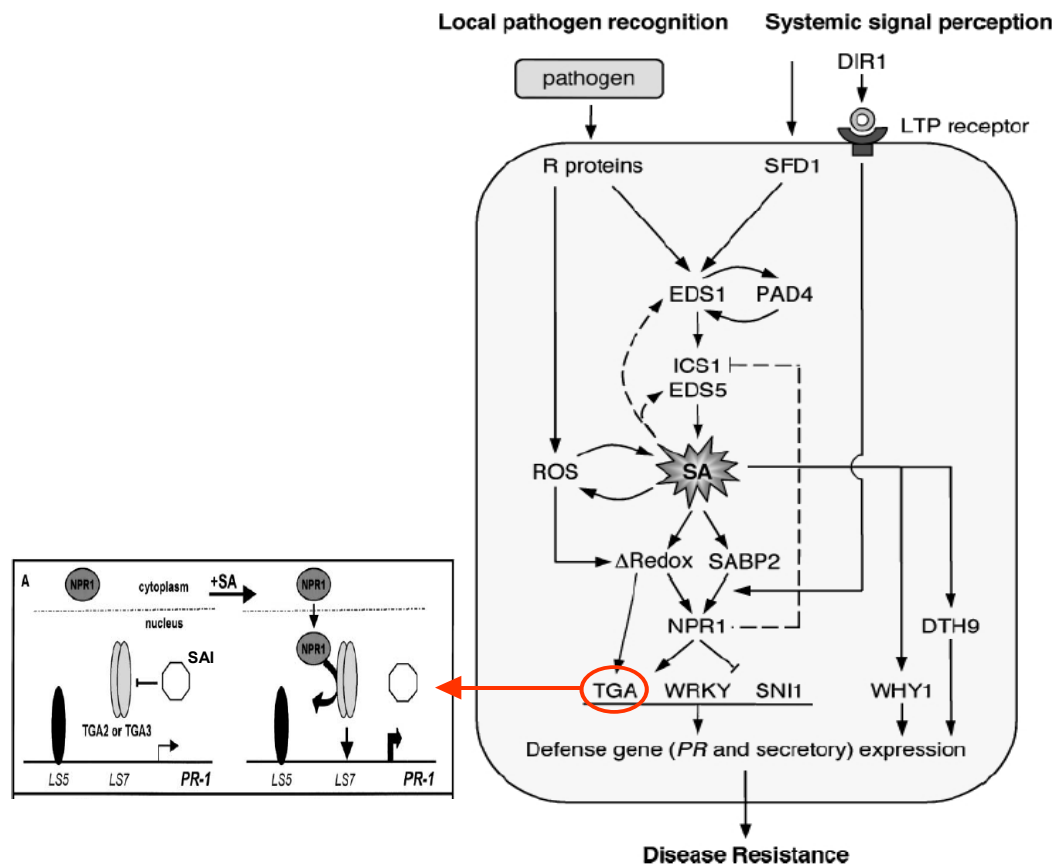 Local pathogen recognition
Systemic signal perception
pathogen
DIR1
LTP receptor
R proteins
SFD1
EDS1
PAD4
ICS1
EDS5
ROS
SA
ΔRedox
SABP2
NPR1
DTH9
TGA
WRKY
SNI1
WHY1
Defense gene (PR and secretory) expression
Disease Resistance
A
NPR1
cytoplasm
+SA
NPR1
nucleus
NPR1
SAI
TGA2 or TGA3
LS5
LS7
PR-1
LS5
LS7
PR-1